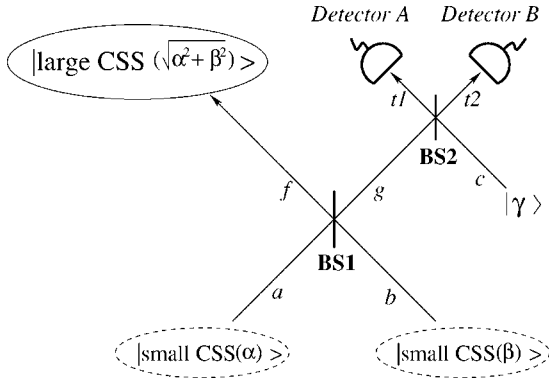 Detector A Detector B
|large CSS (√α²+β²) >
t1 t2
BS2
f g c
|γ⟩
BS1
a b
|small CSS(α) > |small CSS(β) >